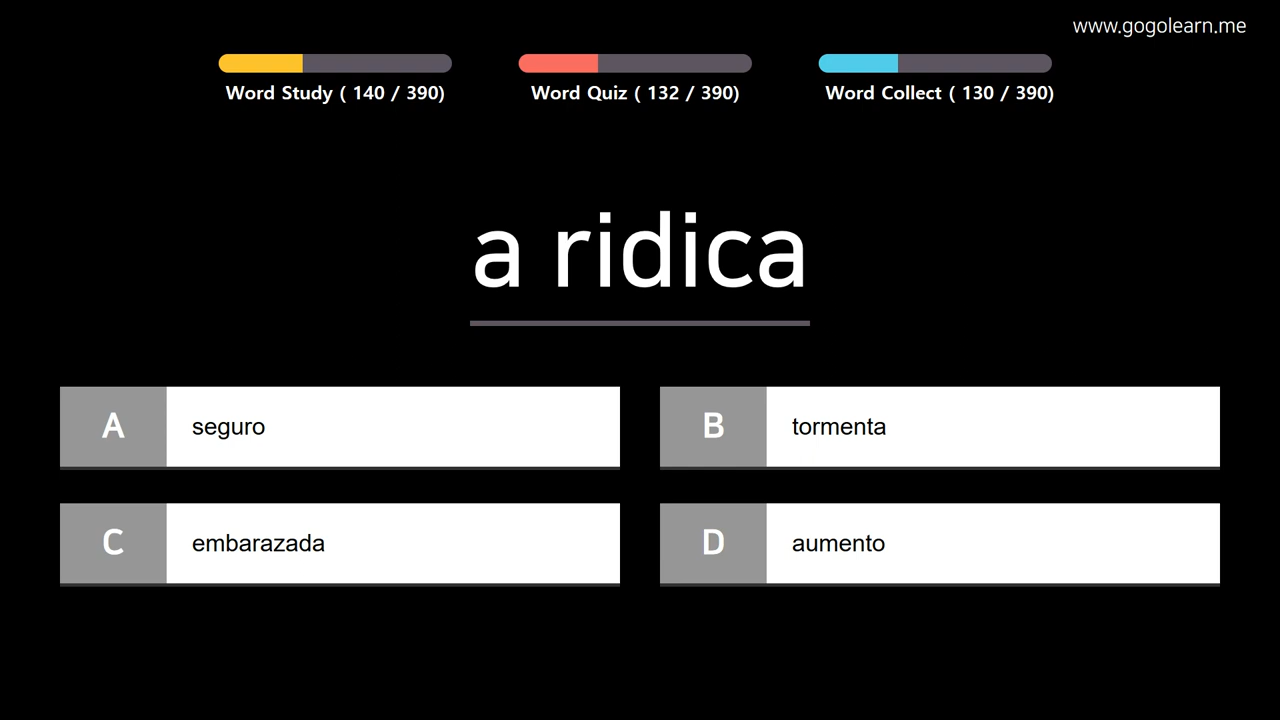 www.gogolearn.me
Word Study ( 140 / 390)
Word Quiz ( 132 / 390)
Word Collect ( 130 / 390)
a ridica
A seguro
B tormenta
C embarazada
D aumento